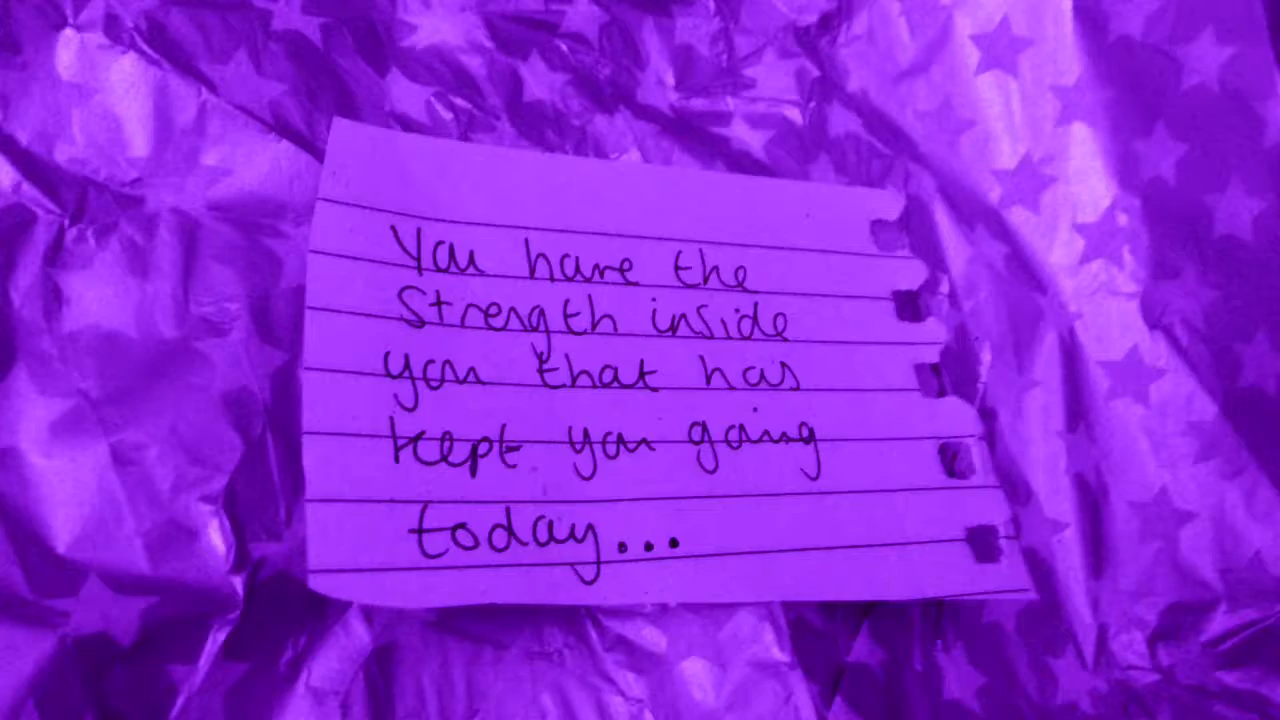 You have the
Strength inside
you that has
kept you going
today...